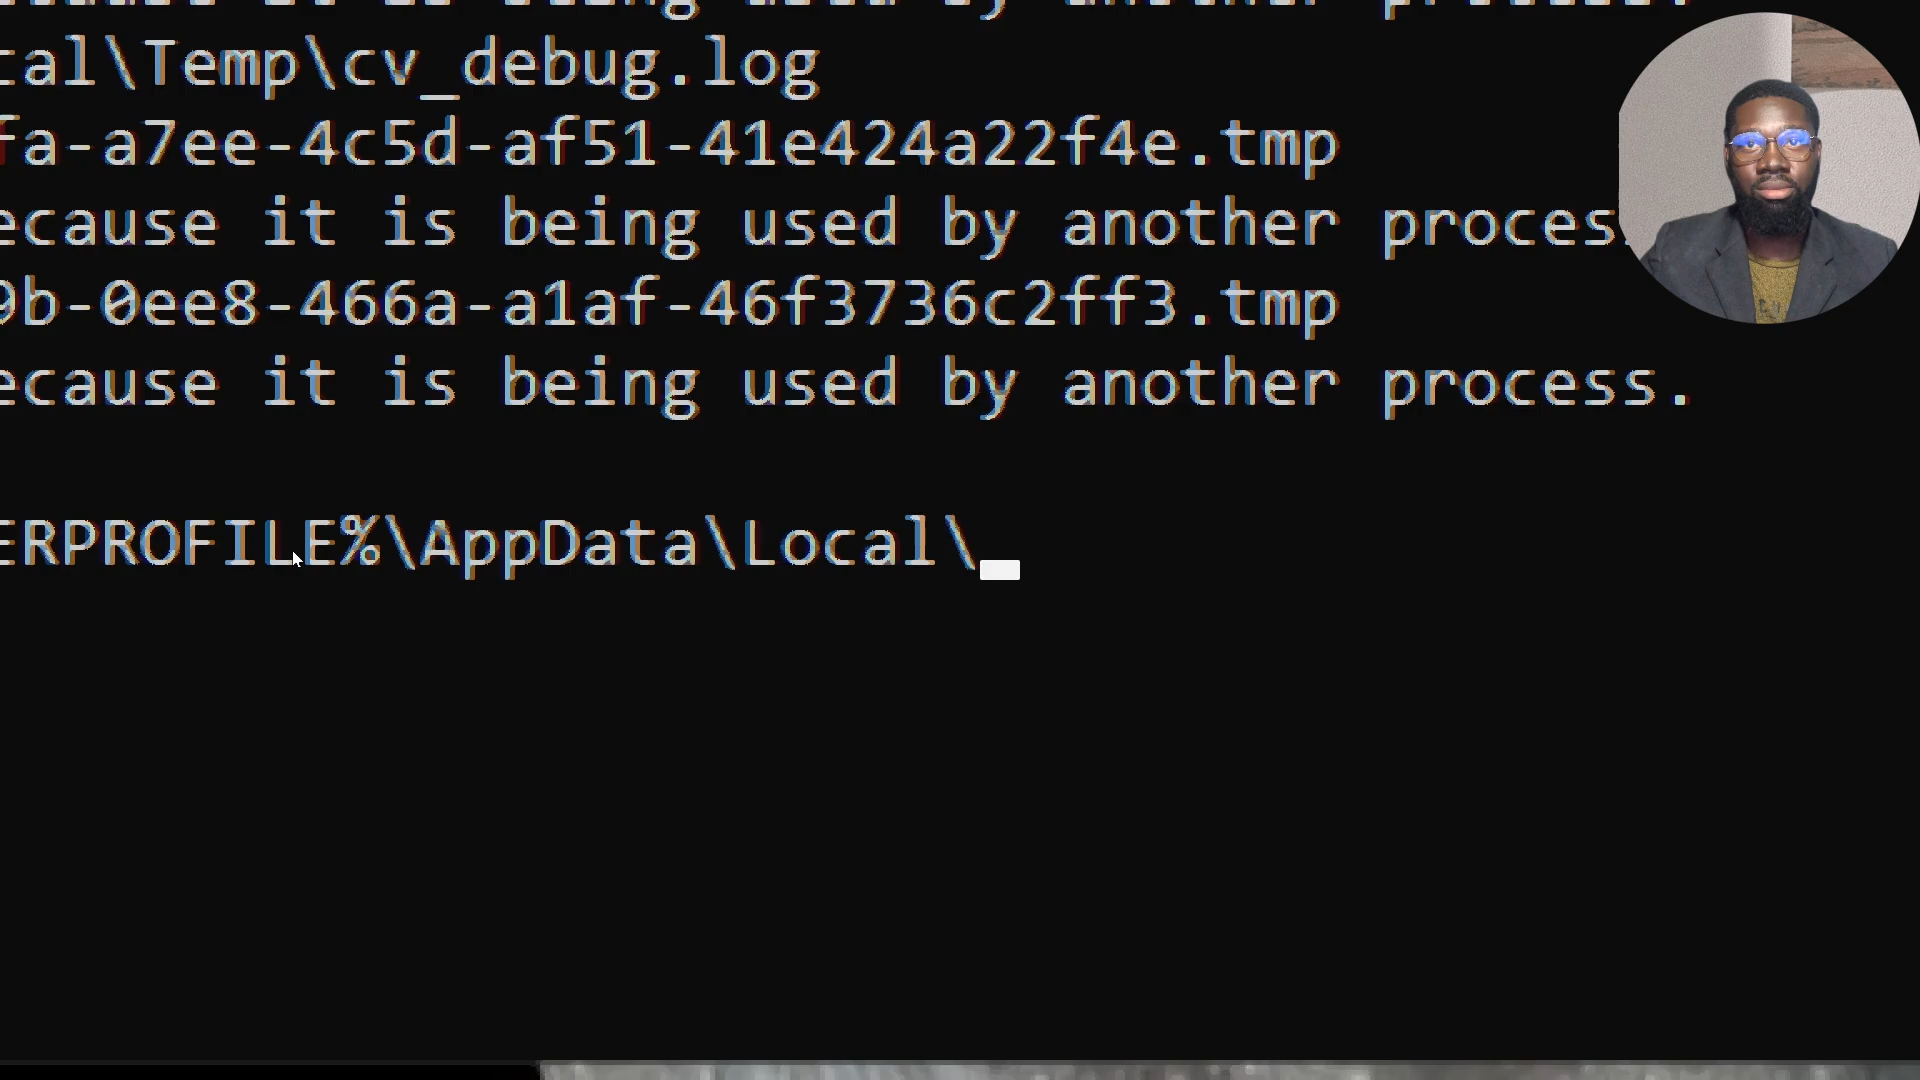 cal\Temp\cv_debug.log
fa-a7ee-4c5d-af51-41e424a22f4e.tmp
ecause it is being used by another proces
9b-0ee8-466a-a1af-46f3736c2ff3.tmp
ecause it is being used by another process.
ERPROFILE%\AppData\Local\